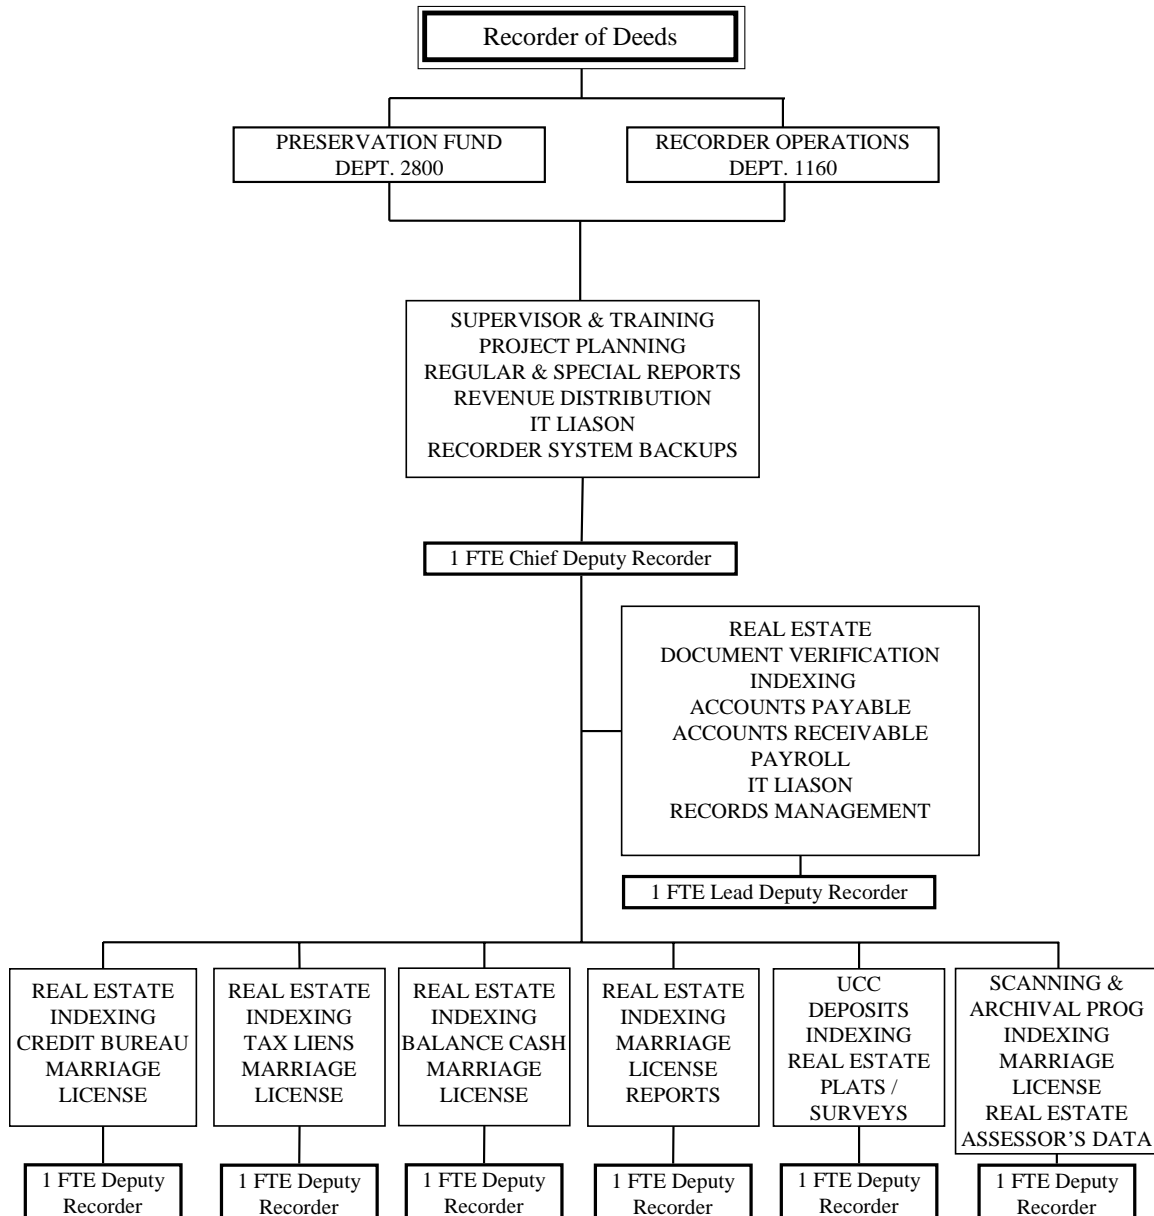 Recorder of Deeds
PRESERVATION FUND
DEPT. 2800
RECORDER OPERATIONS
DEPT. 1160
SUPERVISOR & TRAINING
PROJECT PLANNING
REGULAR & SPECIAL REPORTS
REVENUE DISTRIBUTION
IT LIASON
RECORDER SYSTEM BACKUPS
1 FTE Chief Deputy Recorder
REAL ESTATE
DOCUMENT VERIFICATION
INDEXING
ACCOUNTS PAYABLE
ACCOUNTS RECEIVABLE
PAYROLL
IT LIASON
RECORDS MANAGEMENT
1 FTE Lead Deputy Recorder
REAL ESTATE
INDEXING
CREDIT BUREAU
MARRIAGE
LICENSE
1 FTE Deputy
Recorder
REAL ESTATE
INDEXING
TAX LIENS
MARRIAGE
LICENSE
1 FTE Deputy
Recorder
REAL ESTATE
INDEXING
BALANCE CASH
MARRIAGE
LICENSE
1 FTE Deputy
Recorder
REAL ESTATE
INDEXING
MARRIAGE
LICENSE
REPORTS
1 FTE Deputy
Recorder
UCC
DEPOSITS
INDEXING
REAL ESTATE
PLATS /
SURVEYS
1 FTE Deputy
Recorder
SCANNING &
ARCHIVAL PROG
INDEXING
MARRIAGE
LICENSE
REAL ESTATE
ASSESSOR’S DATA
1 FTE Deputy
Recorder